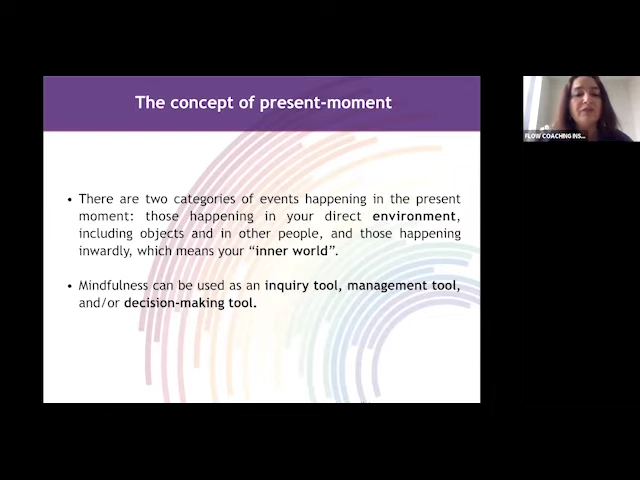 The concept of present-moment
• There are two categories of events happening in the present
moment: those happening in your direct environment,
including objects and in other people, and those happening
inwardly, which means your “inner world”.
• Mindfulness can be used as an inquiry tool, management tool,
and/or decision-making tool.
FLOW COACHING INS...